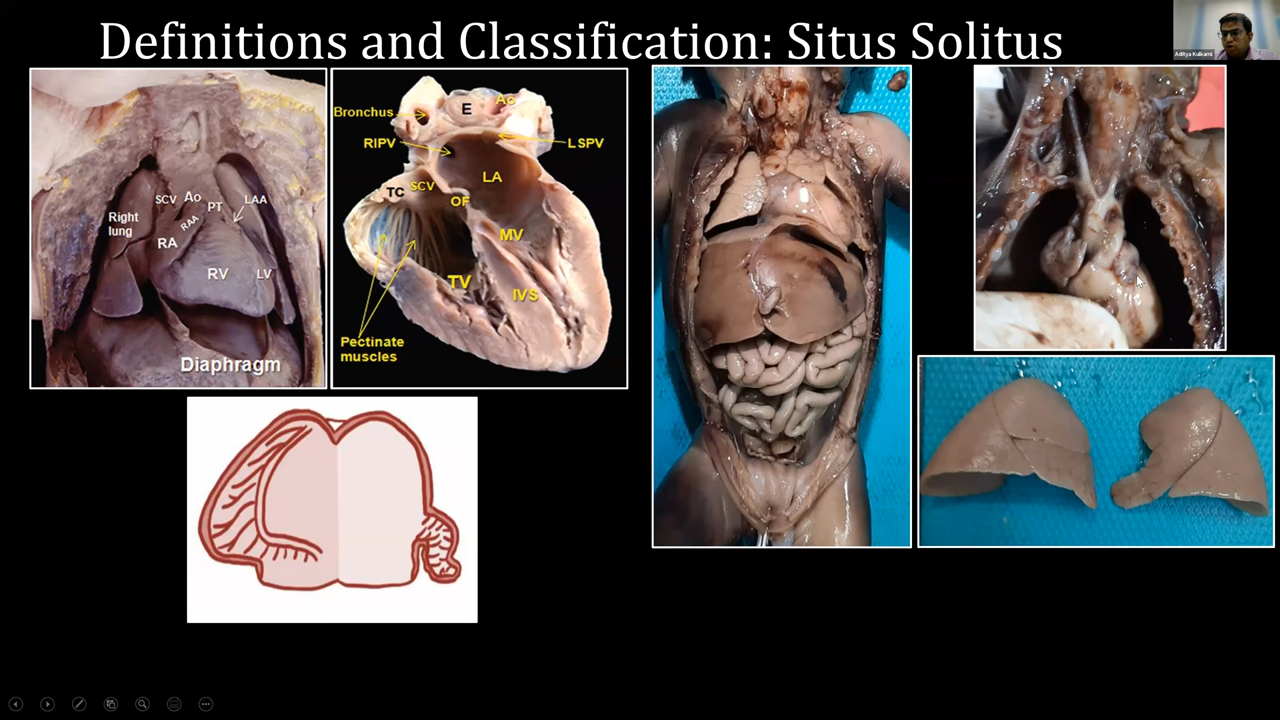 Definitions and Classification: Situs Solitus
Aditya Kulkarni
Right
lung
SCV
Ao
PT
LAA
RAA
RA
RV
LV
Diaphragm
Bronchus
E
Ao
RIPV
LSPV
LA
TC
SCV
OF
MV
TV
IVS
Pectinate
muscles